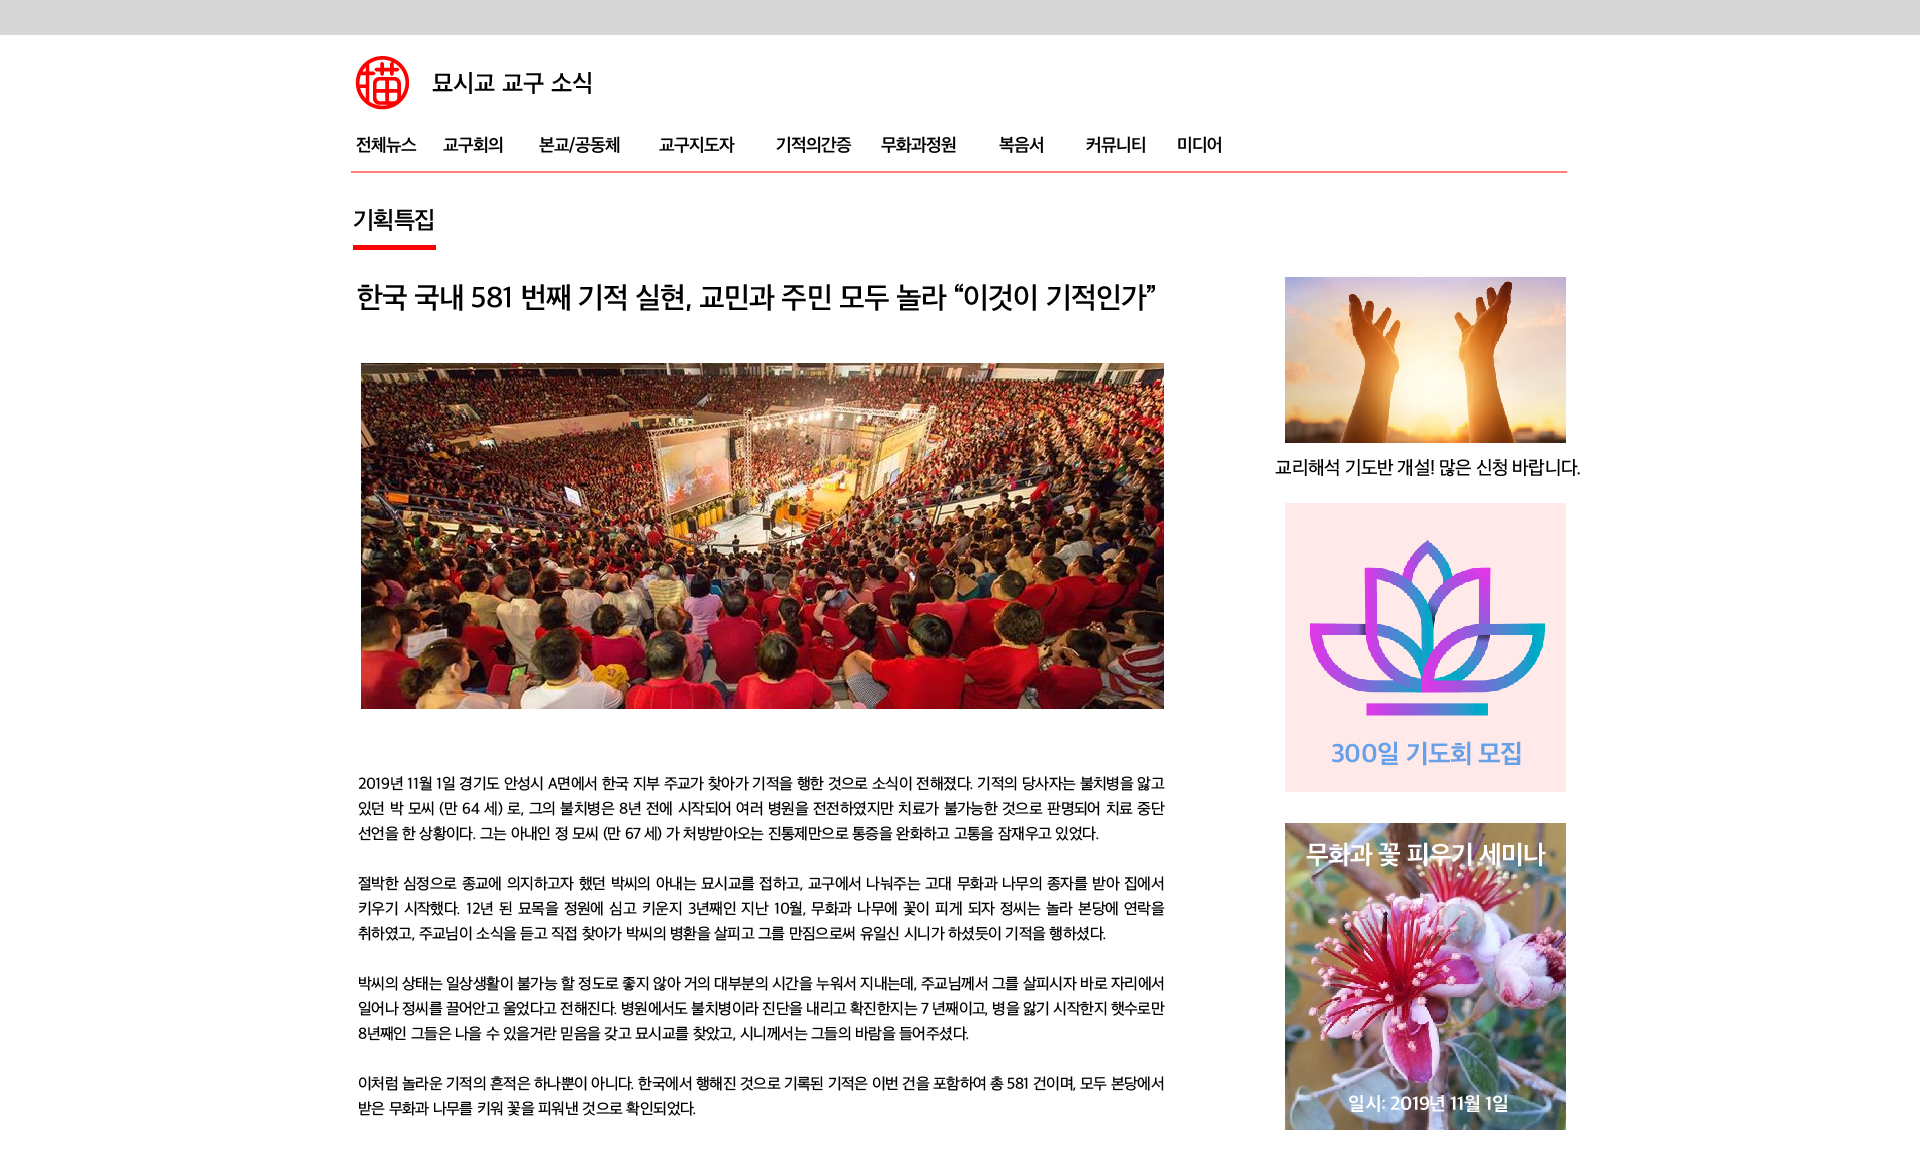 描
묘시교 교구 소식
전체뉴스 교구회의 본교/공동체 교구지도자 기적의간증 무화과정원 복음서 커뮤니티 미디어
기획특집
한국 국내 581 번째 기적 실현, 교민과 주민 모두 놀라 “이것이 기적인가”
2019년 11월 1일 경기도 안성시 A면에서 한국 지부 주교가 찾아가 기적을 행한 것으로 소식이 전해졌다. 기적의 당사자는 불치병을 앓고
있던 박 모씨 (만 64 세) 로, 그의 불치병은 8년 전에 시작되어 여러 병원을 전전하였지만 치료가 불가능한 것으로 판명되어 치료 중단
선언을 한 상황이다. 그는 아내인 정 모씨 (만 67 세) 가 처방받아오는 진통제만으로 통증을 완화하고 고통을 잠재우고 있었다.
절박한 심정으로 종교에 의지하고자 했던 박씨의 아내는 묘시교를 접하고, 교구에서 나눠주는 고대 무화과 나무의 종자를 받아 집에서
키우기 시작했다. 12년 된 묘목을 정원에 심고 키운지 3년째인 지난 10월, 무화과 나무에 꽃이 피게 되자 정씨는 놀라 본당에 연락을
취하였고, 주교님이 소식을 듣고 직접 찾아가 박씨의 병환을 살피고 그를 만짐으로써 유일신 시니가 하셨듯이 기적을 행하셨다.
박씨의 상태는 일상생활이 불가능 할 정도로 좋지 않아 거의 대부분의 시간을 누워서 지내는데, 주교님께서 그를 살피시자 바로 자리에서
일어나 정씨를 끌어안고 울었다고 전해진다. 병원에서도 불치병이라 진단을 내리고 확진한지는 7 년째이고, 병을 앓기 시작한지 햇수로만
8년째인 그들은 나을 수 있을거란 믿음을 갖고 묘시교를 찾았고, 시니께서는 그들의 바람을 들어주셨다.
이처럼 놀라운 기적의 흔적은 하나뿐이 아니다. 한국에서 행해진 것으로 기록된 기적은 이번 건을 포함하여 총 581 건이며, 모두 본당에서
받은 무화과 나무를 키워 꽃을 피워낸 것으로 확인되었다.
교리해석 기도반 개설! 많은 신청 바랍니다.
300일 기도회 모집
무화과 꽃 피우기 세미나
일시: 2019년 11월 1일